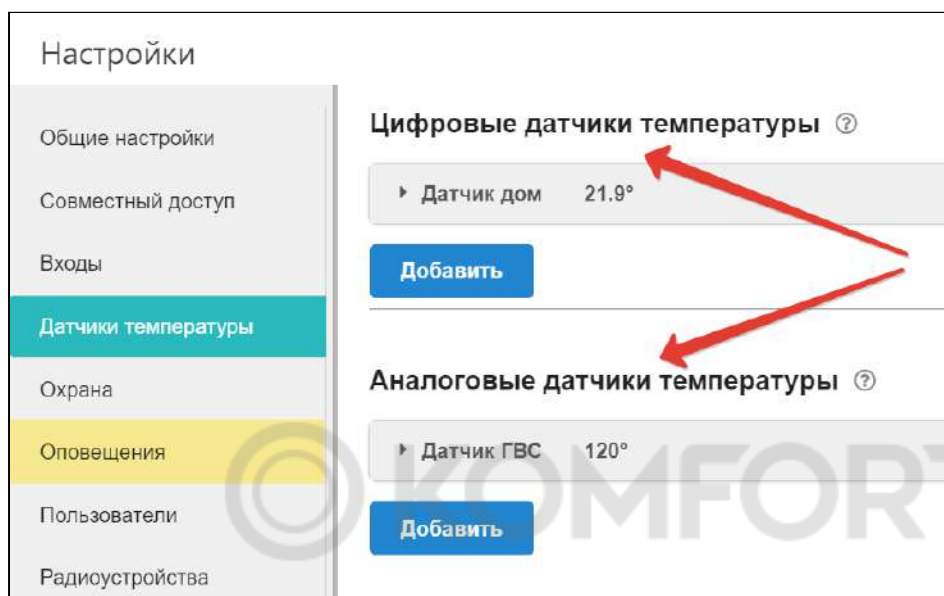 Настройки
Общие настройки
Совместный доступ
Входы
Датчики температуры
Охрана
Оповещения
Пользователи
Радиоустройства
Цифровые датчики температуры ?
Датчик дом 21.9°
Добавить
Аналоговые датчики температуры ?
Датчик ГВС 120°
Добавить
KOMFORT